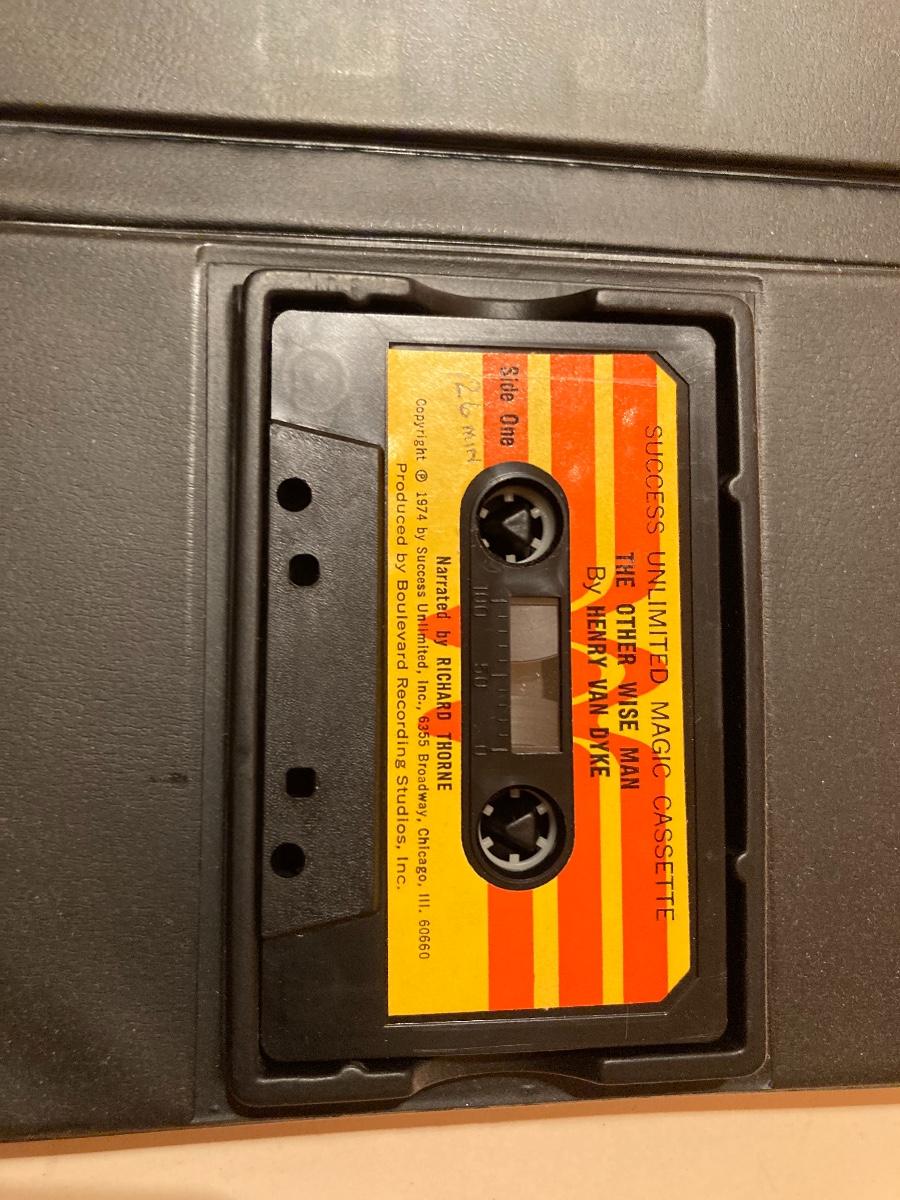 SUCCESS UNLIMITED MAGIC CASSETTE
THE OTHER WISE MAN
By HENRY VAN DYKE
Side One
26 min
100 50 0
Narrated by RICHARD THORNE
Copyright ℗ 1974 by Success Unlimited, Inc., 6355 Broadway, Chicago, Ill. 60660
Produced by Boulevard Recording Studios, Inc.